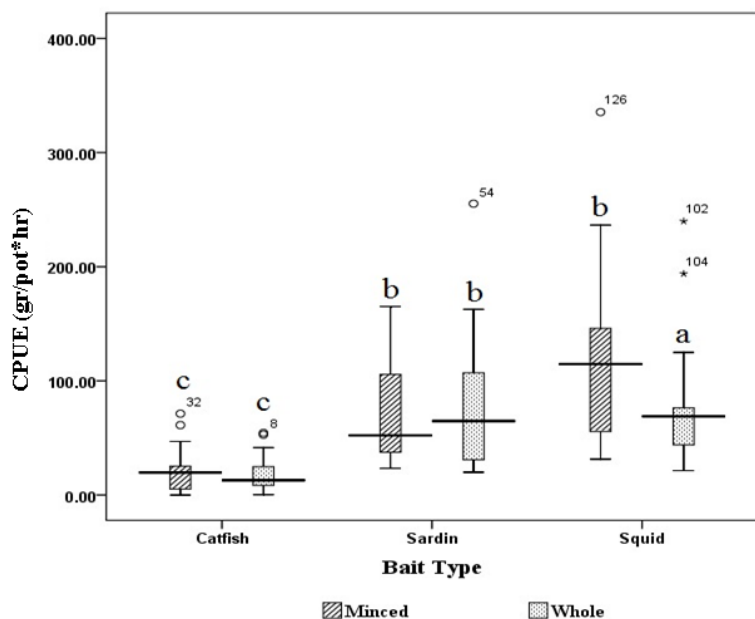 400.00
300.00
200.00
100.00
0.00
CPUE (gr/pot*hr)
126
102
104
54
32
8
c
c
b
b
b
a
Catfish
Sardin
Squid
Bait Type
Minced
Whole